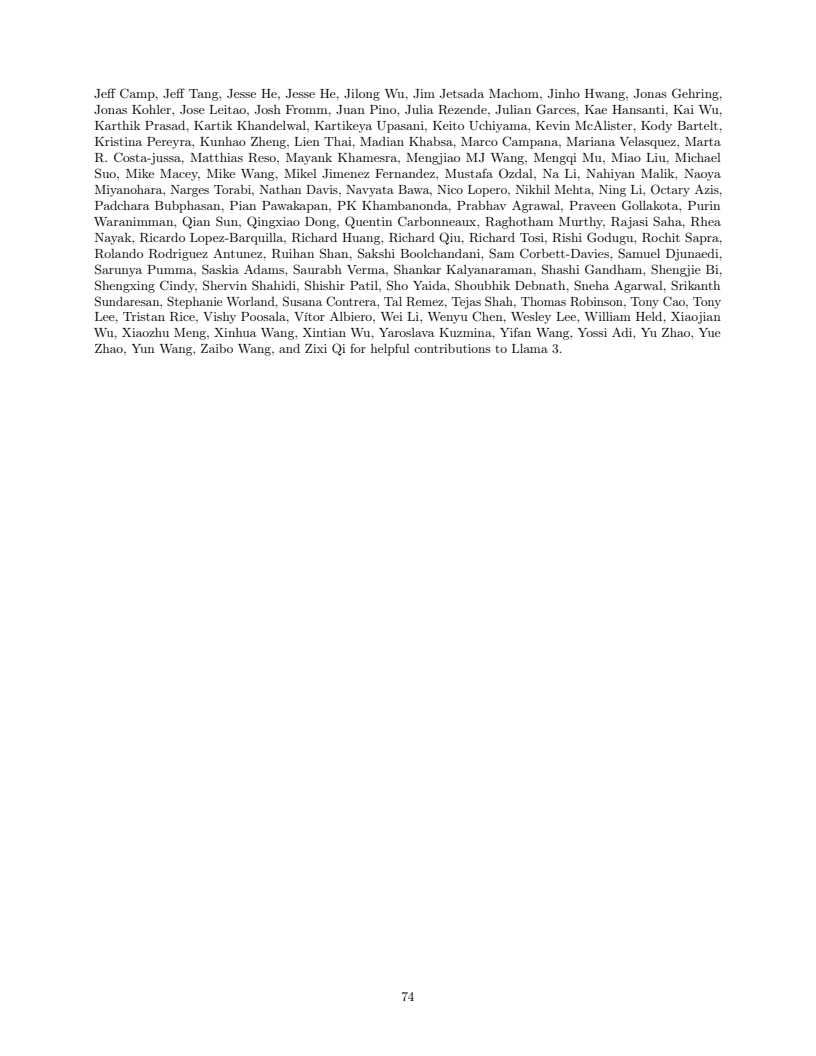 Jeff Camp, Jeff Tang, Jesse He, Jesse He, Jilong Wu, Jim Jetsada Machom, Jinho Hwang, Jonas Gehring,
Jonas Kohler, Jose Leitao, Josh Fromm, Juan Pino, Julia Rezende, Julian Garces, Kae Hansanti, Kai Wu,
Karthik Prasad, Kartik Khandelwal, Kartikeya Upasani, Keito Uchiyama, Kevin McAlister, Kody Bartelt,
Kristina Pereyra, Kunhao Zheng, Lien Thai, Madian Khabsa, Marco Campana, Mariana Velasquez, Marta
R. Costa-jussa, Matthias Reso, Mayank Khamesra, Mengjiao MJ Wang, Mengqi Mu, Miao Liu, Michael
Suo, Mike Macey, Mike Wang, Mikel Jimenez Fernandez, Mustafa Ozdal, Na Li, Nahiyan Malik, Naoya
Miyanohara, Narges Torabi, Nathan Davis, Navyata Bawa, Nico Lopero, Nikhil Mehta, Ning Li, Octary Azis,
Padchara Bubphasan, Pian Pawakapan, PK Khambanonda, Prabhav Agrawal, Praveen Gollakota, Purin
Waranimman, Qian Sun, Qingxiao Dong, Quentin Carbonneaux, Raghotham Murthy, Rajasi Saha, Rhea
Nayak, Ricardo Lopez-Barquilla, Richard Huang, Richard Qiu, Richard Tosi, Rishi Godugu, Rochit Sapra,
Rolando Rodriguez Antunez, Ruihan Shan, Sakshi Boolchandani, Sam Corbett-Davies, Samuel Djunaedi,
Sarunya Pumma, Saskia Adams, Saurabh Verma, Shankar Kalyanaraman, Shashi Gandham, Shengjie Bi,
Shengxing Cindy, Shervin Shahidi, Shishir Patil, Sho Yaida, Shoubhik Debnath, Sneha Agarwal, Srikanth
Sundaresan, Stephanie Worland, Susana Contrera, Tal Remez, Tejas Shah, Thomas Robinson, Tony Cao, Tony
Lee, Tristan Rice, Vishy Poosala, Vítor Albiero, Wei Li, Wenyu Chen, Wesley Lee, William Held, Xiaojian
Wu, Xiaozhu Meng, Xinhua Wang, Xintian Wu, Yaroslava Kuzmina, Yifan Wang, Yossi Adi, Yu Zhao, Yue
Zhao, Yun Wang, Zaibo Wang, and Zixi Qi for helpful contributions to Llama 3.
74